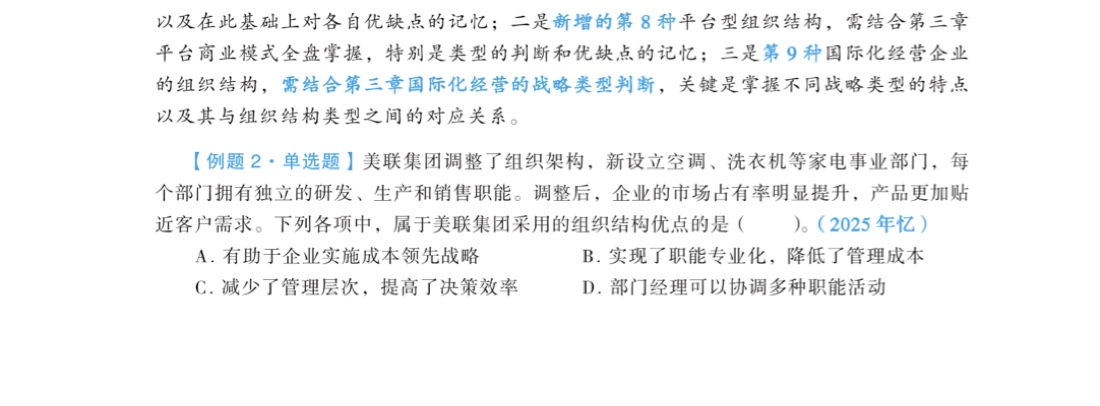 以及在此基础上对各自优缺点的记忆；二是新增的第 8 种平台型组织结构，需结合第三章
平台商业模式全盘掌握，特别是类型的判断和优缺点的记忆；三是第 9 种国际化经营企业
的组织结构，需结合第三章国际化经营的战略类型判断，关键是掌握不同战略类型的特点
以及其与组织结构类型之间的对应关系。
【例题 2·单选题】美联集团调整了组织架构，新设立空调、洗衣机等家电事业部门，每
个部门拥有独立的研发、生产和销售职能。调整后，企业的市场占有率明显提升，产品更加贴
近客户需求。下列各项中，属于美联集团采用的组织结构优点的是（　　）。（2025 年忆）
A. 有助于企业实施成本领先战略　　B. 实现了职能专业化，降低了管理成本
C. 减少了管理层次，提高了决策效率　　D. 部门经理可以协调多种职能活动